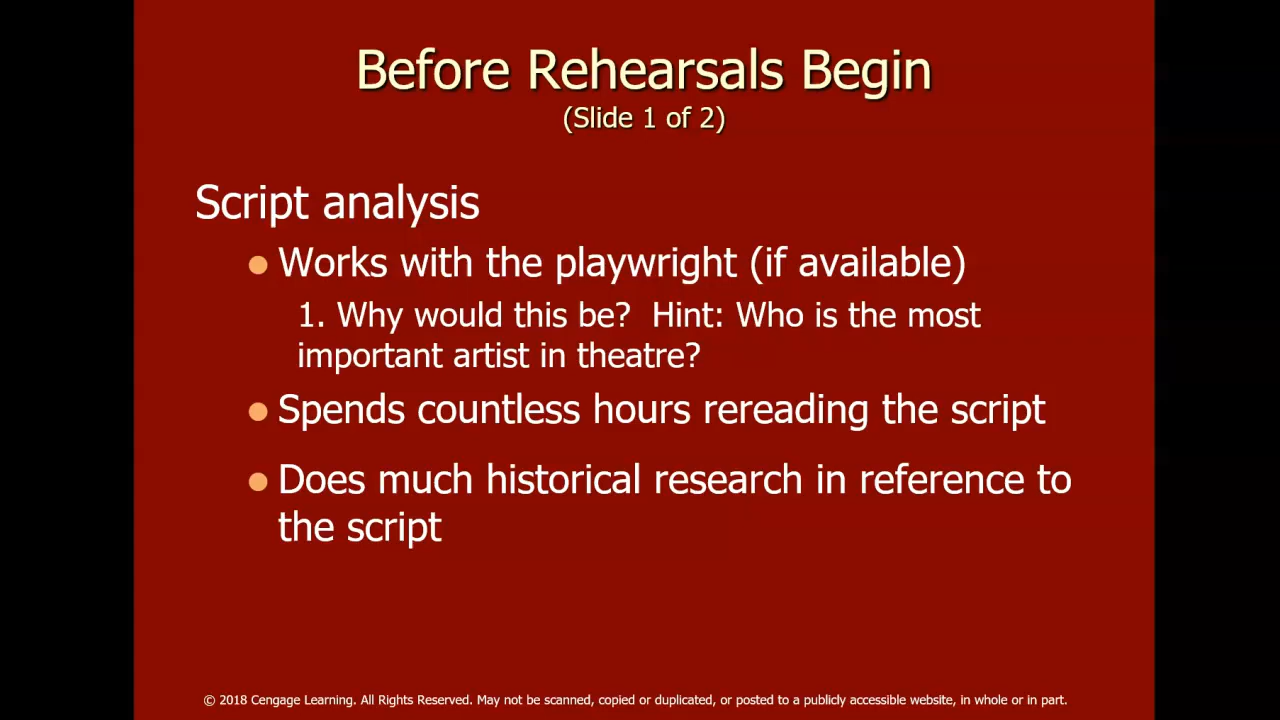 Before Rehearsals Begin
(Slide 1 of 2)
Script analysis
● Works with the playwright (if available)
1. Why would this be?  Hint: Who is the most
important artist in theatre?
● Spends countless hours rereading the script
● Does much historical research in reference to
the script
© 2018 Cengage Learning. All Rights Reserved. May not be scanned, copied or duplicated, or posted to a publicly accessible website, in whole or in part.